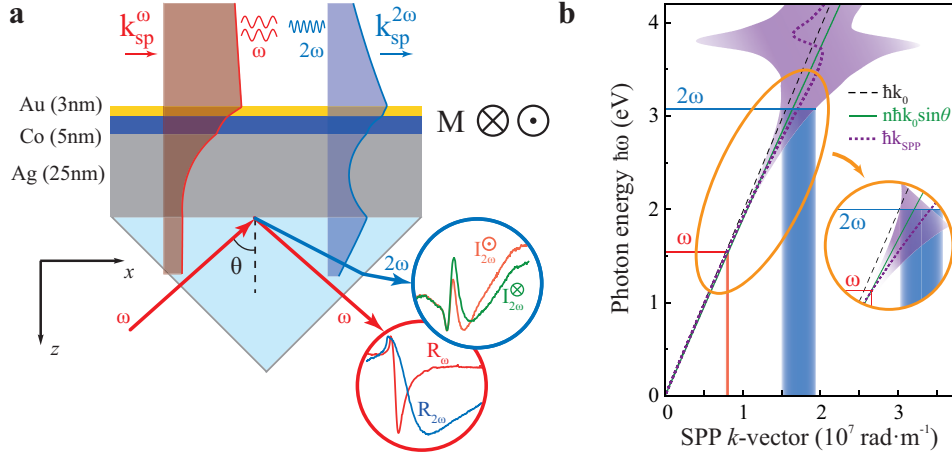 a
k_sp^ω
ω
2ω
k_sp^2ω
Au (3nm)
Co (5nm)
Ag (25nm)
M ⊗ ⊙
x
z
θ
ω
ω
2ω
I_2ω^⊙
I_2ω^⊗
R_ω
R_2ω
b
Photon energy ħω (eV)
4
3
2
1
0
2ω
ω
ħk_0
nħk_0sinθ
ħk_SPP
2ω
ω
0
1
2
3
SPP k-vector (10^7 rad·m^-1)